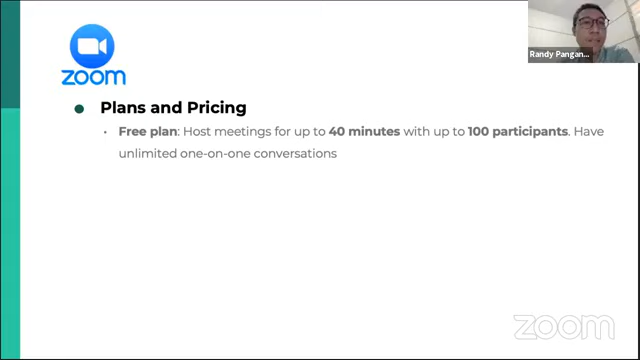 zoom
Randy Pangan...
Plans and Pricing
Free plan: Host meetings for up to 40 minutes with up to 100 participants. Have
unlimited one-on-one conversations
zoom